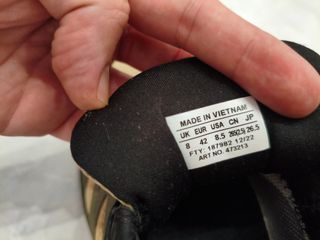 MADE IN VIETNAM
UK EUR USA CN JP
8 42 8.5 265(2.5) 26.5
FTY: 187982 12/22
ART NO. 473213